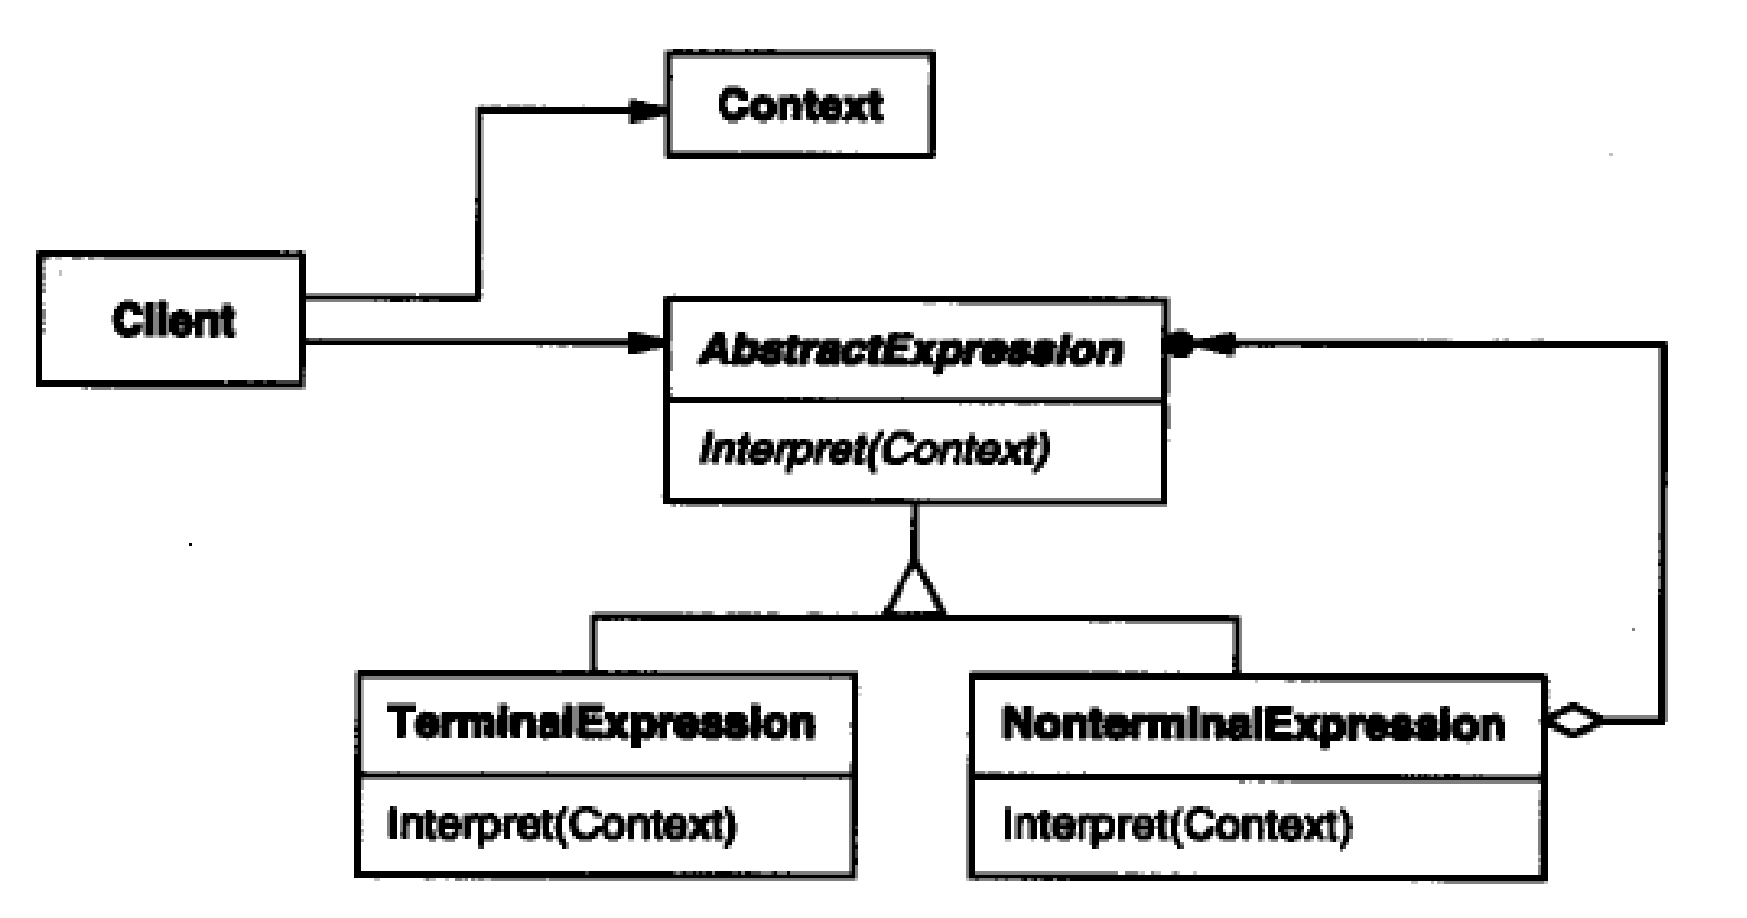 Context
Client
AbstractExpression
Interpret(Context)
TerminalExpression
NonterminalExpression
Interpret(Context)
Interpret(Context)